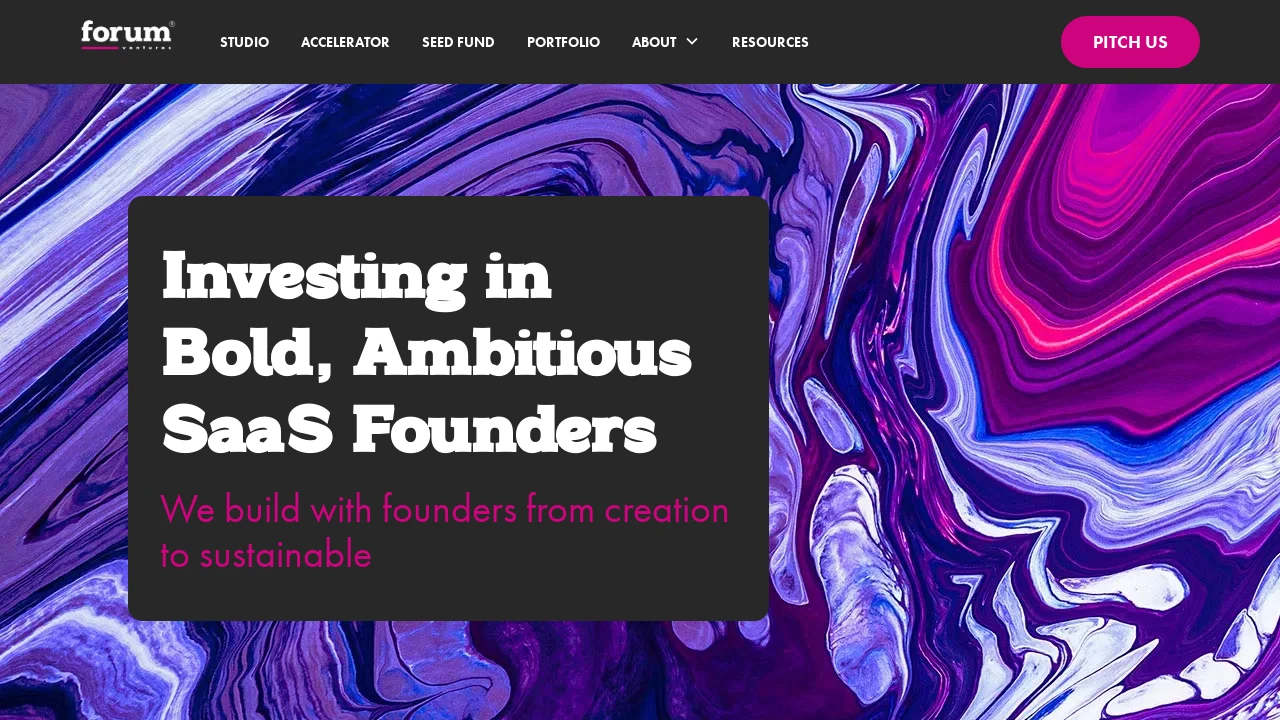 forum®
ventures
STUDIO
ACCELERATOR
SEED FUND
PORTFOLIO
ABOUT
RESOURCES
PITCH US
Investing in
Bold, Ambitious
SaaS Founders
We build with founders from creation
to sustainable